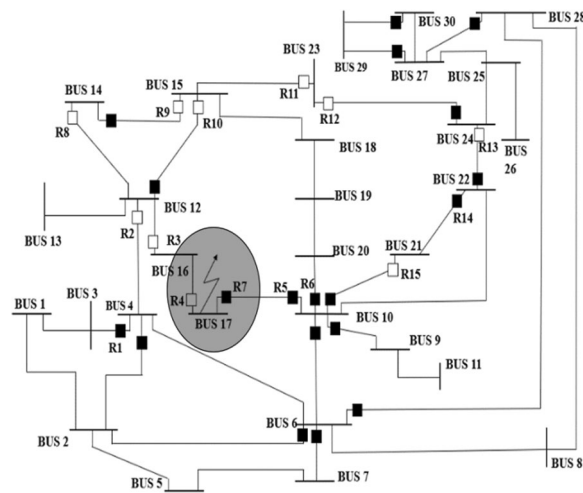 BUS 28
BUS 30
BUS 23
BUS 29
BUS 27
BUS 25
BUS 15
BUS 14
R11
R9
R10
R12
R8
BUS 24
R13
BUS 18
BUS
26
BUS 22
BUS 12
BUS 19
R14
R2
BUS 13
R3
BUS 21
BUS 16
BUS 20
R15
R7
R5
R6
R4
BUS 3
BUS 1
BUS 4
BUS 17
BUS 10
R1
BUS 9
BUS 11
BUS 6
BUS 2
BUS 8
BUS 7
BUS 5